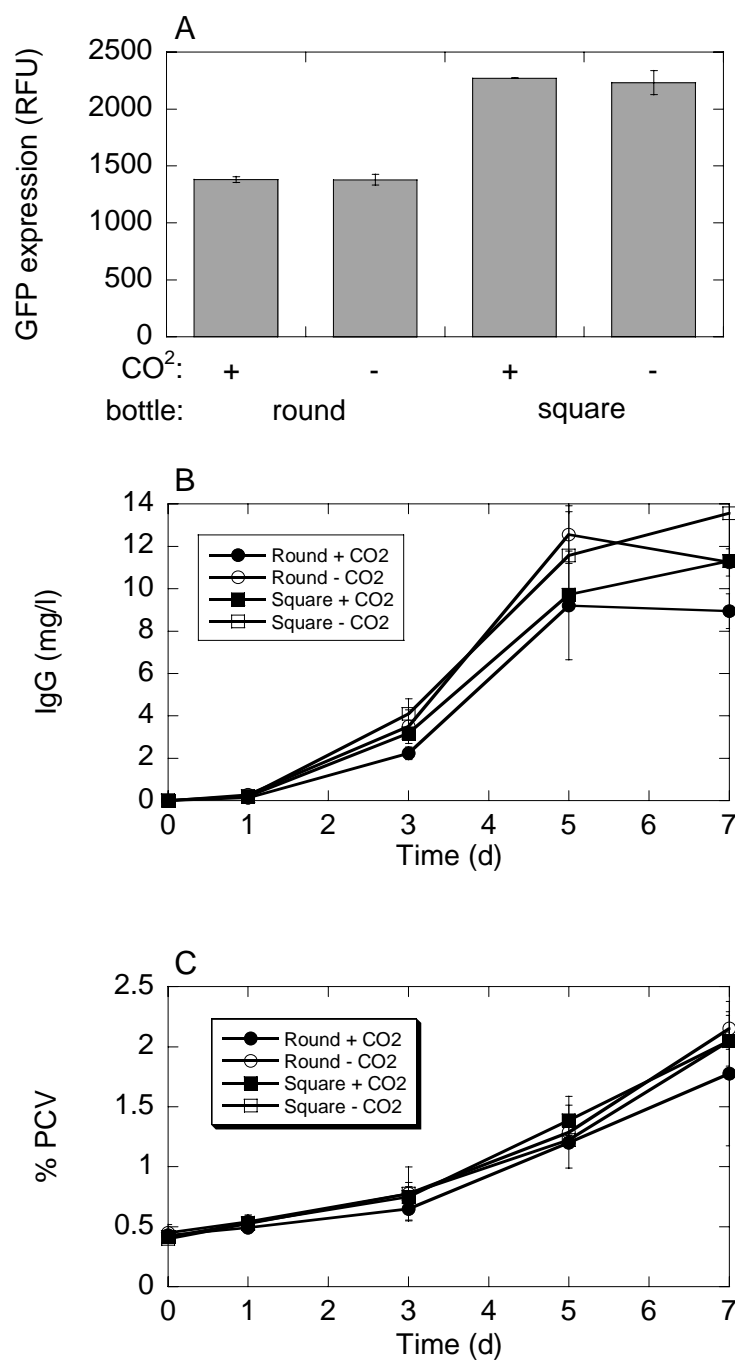 A
GFP expression (RFU)
2500
2000
1500
1000
500
0
CO²: + - + -
bottle: round square
B
IgG (mg/l)
14
12
10
8
6
4
2
0
Round + CO2
Round - CO2
Square + CO2
Square - CO2
0 1 2 3 4 5 6 7
Time (d)
C
% PCV
2.5
2
1.5
1
0.5
0
Round + CO2
Round - CO2
Square + CO2
Square - CO2
0 1 2 3 4 5 6 7
Time (d)